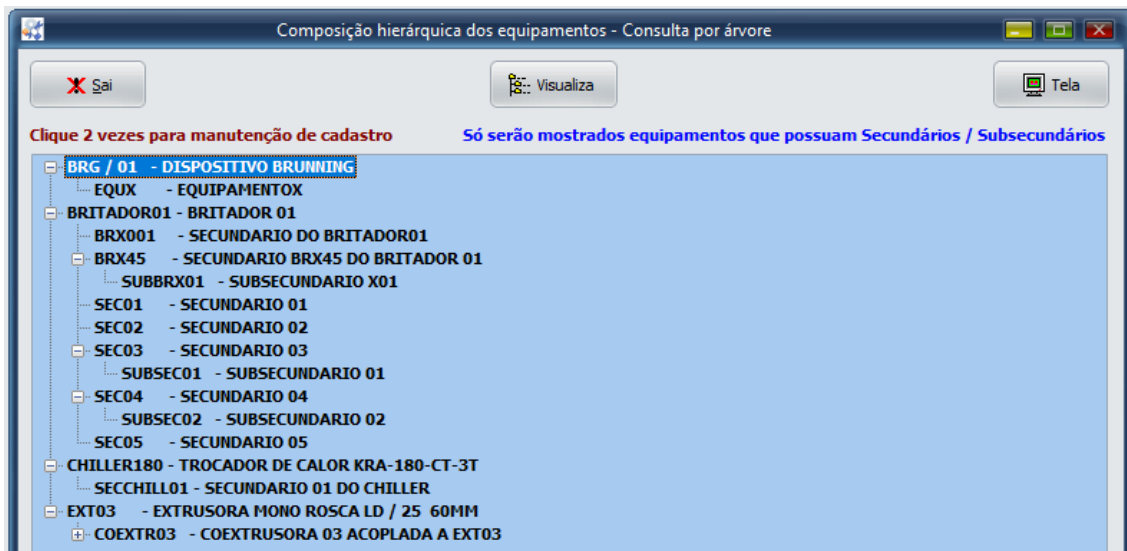 Composição hierárquica dos equipamentos - Consulta por árvore
Sai
Visualiza
Tela
Clique 2 vezes para manutenção de cadastro
Só serão mostrados equipamentos que possuam Secundários / Subsecundários
BRG / 01 - DISPOSITIVO BRUNNING
EQUX - EQUIPAMENTOX
BRITADOR01 - BRITADOR 01
BRX001 - SECUNDARIO DO BRITADOR01
BRX45 - SECUNDARIO BRX45 DO BRITADOR 01
SUBBRX01 - SUBSECUNDARIO X01
SEC01 - SECUNDARIO 01
SEC02 - SECUNDARIO 02
SEC03 - SECUNDARIO 03
SUBSEC01 - SUBSECUNDARIO 01
SEC04 - SECUNDARIO 04
SUBSEC02 - SUBSECUNDARIO 02
SEC05 - SECUNDARIO 05
CHILLER180 - TROCADOR DE CALOR KRA-180-CT-3T
SECCHILL01 - SECUNDARIO 01 DO CHILLER
EXT03 - EXTRUSORA MONO ROSCA LD / 25 60MM
COEXTR03 - COEXTRUSORA 03 ACOPLADA A EXT03